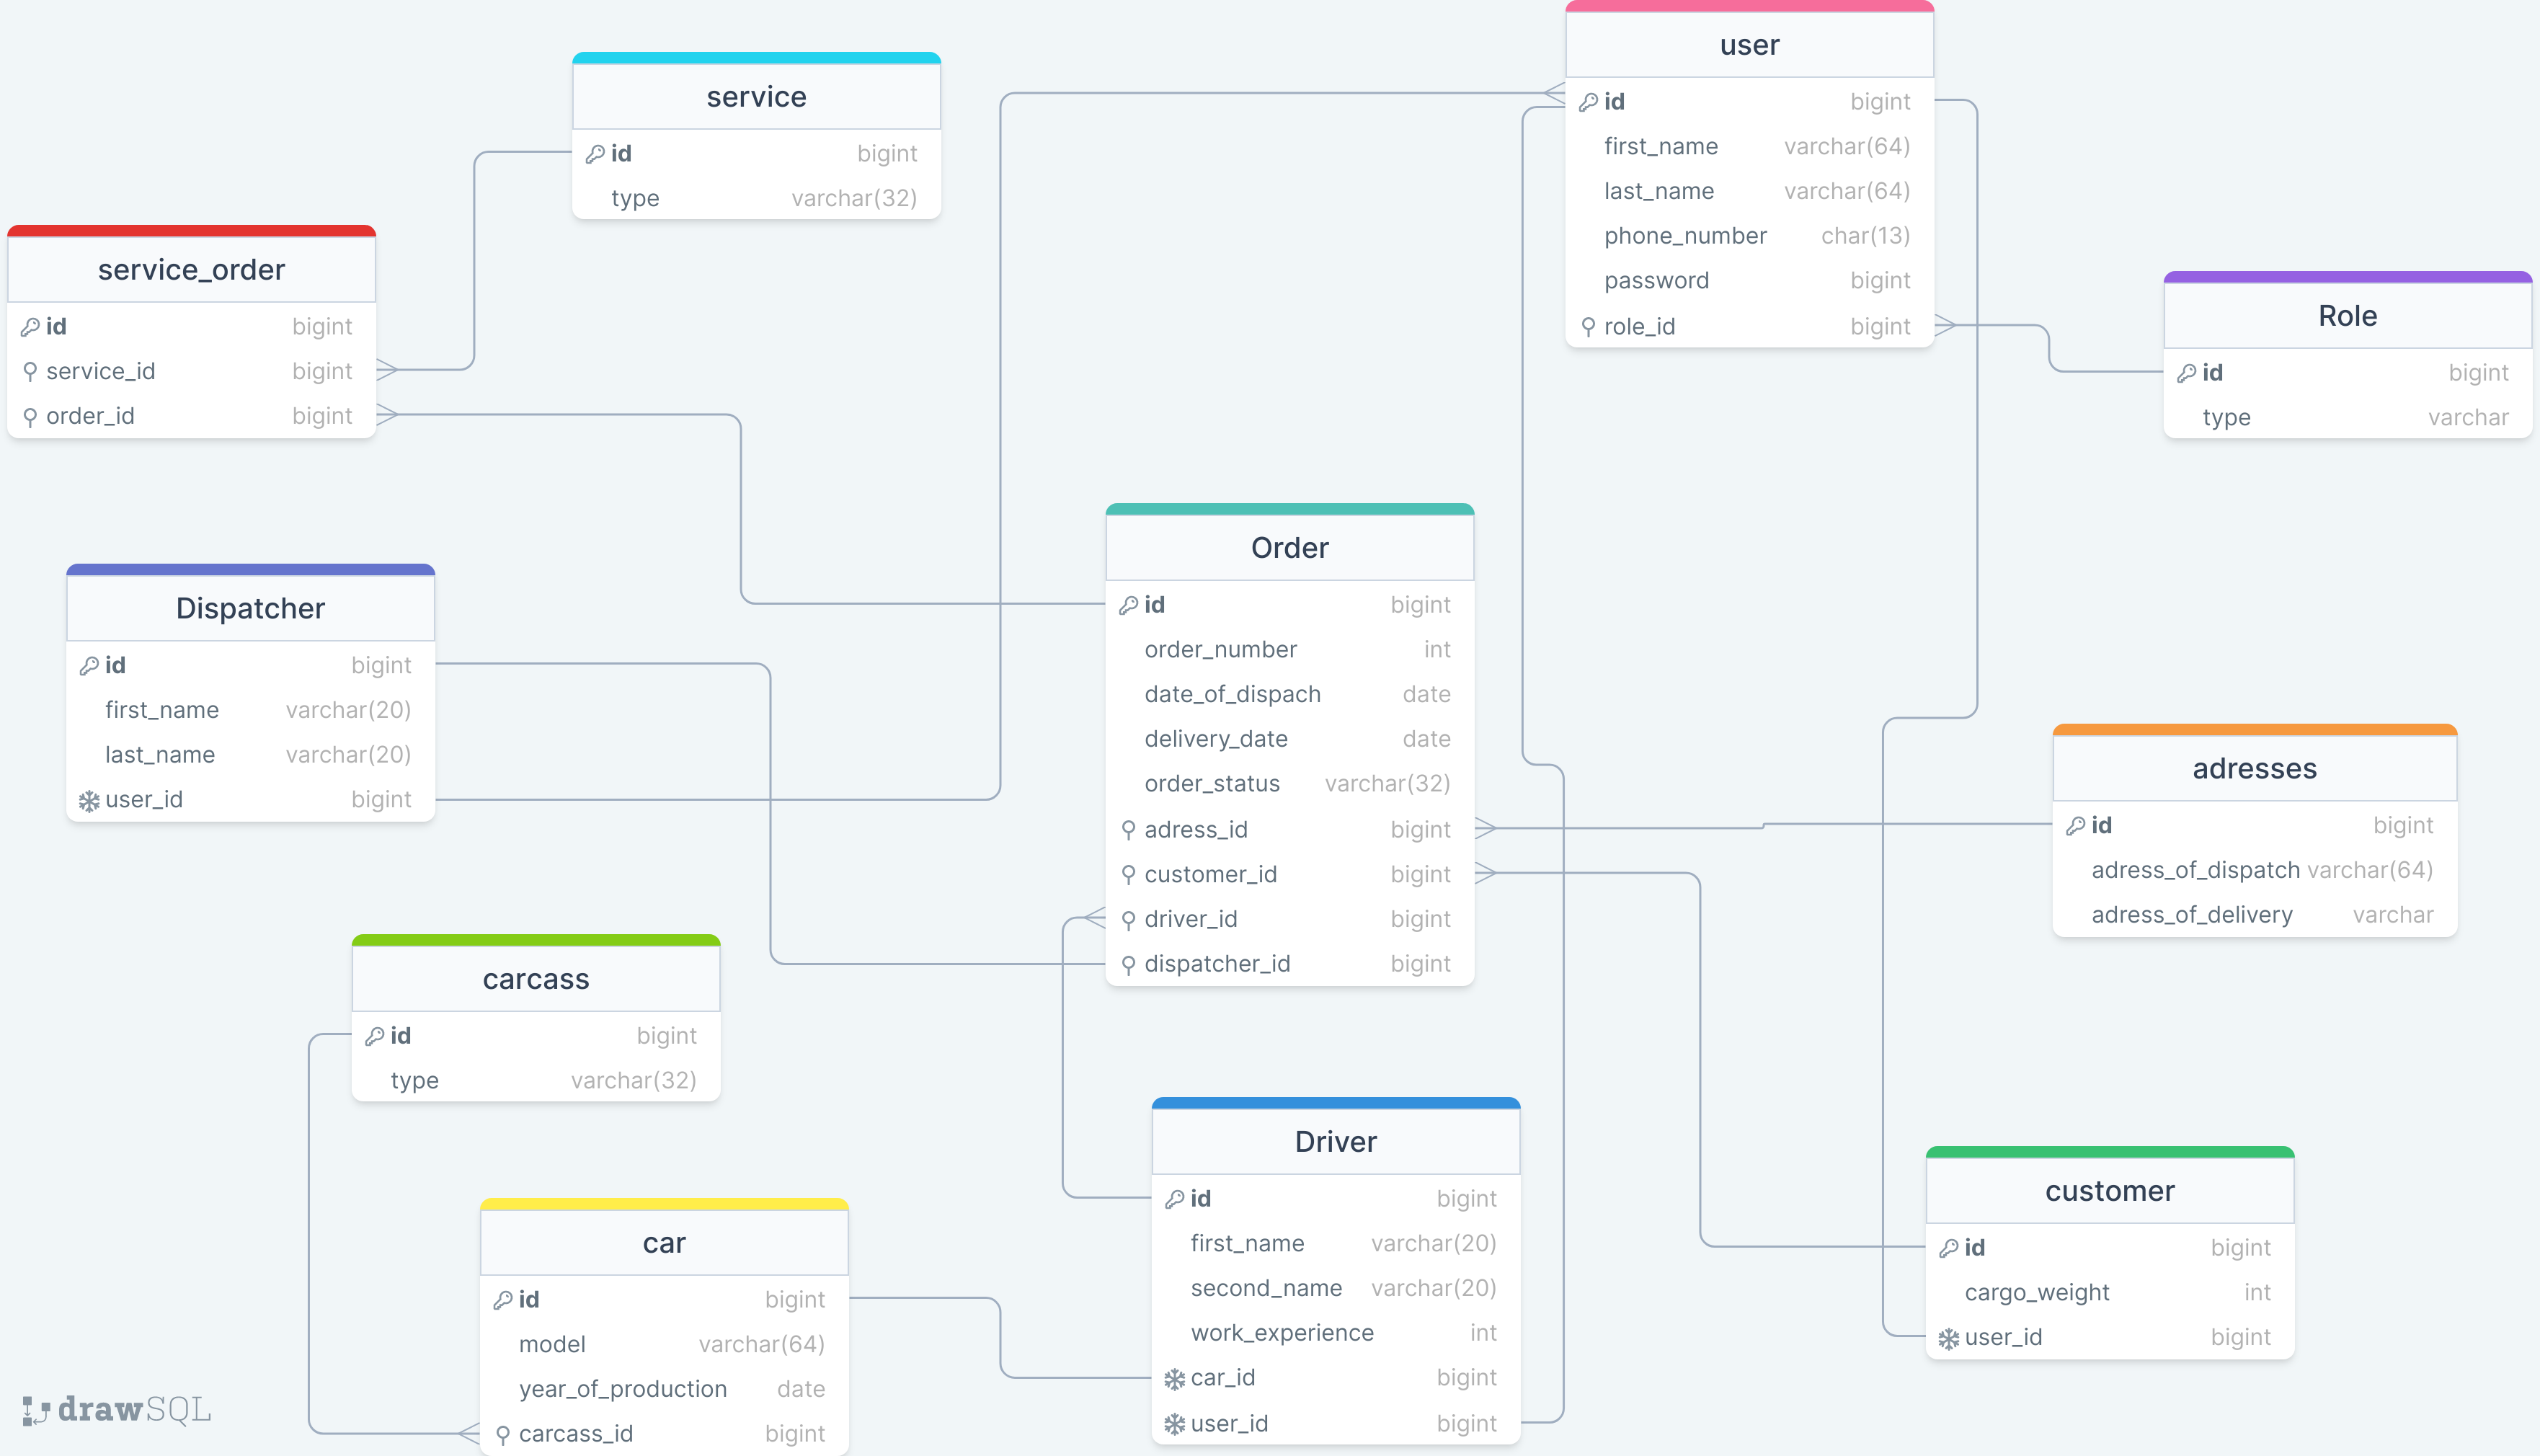 user
id bigint
first_name varchar(64)
last_name varchar(64)
phone_number char(13)
password bigint
role_id bigint
service
id bigint
type varchar(32)
service_order
id bigint
service_id bigint
order_id bigint
Role
id bigint
type varchar
Order
id bigint
order_number int
date_of_dispach date
delivery_date date
order_status varchar(32)
adress_id bigint
customer_id bigint
driver_id bigint
dispatcher_id bigint
Dispatcher
id bigint
first_name varchar(20)
last_name varchar(20)
user_id bigint
adresses
id bigint
adress_of_dispatch varchar(64)
adress_of_delivery varchar
carcass
id bigint
type varchar(32)
Driver
id bigint
first_name varchar(20)
second_name varchar(20)
work_experience int
car_id bigint
user_id bigint
customer
id bigint
cargo_weight int
user_id bigint
car
id bigint
model varchar(64)
year_of_production date
carcass_id bigint
drawSQL